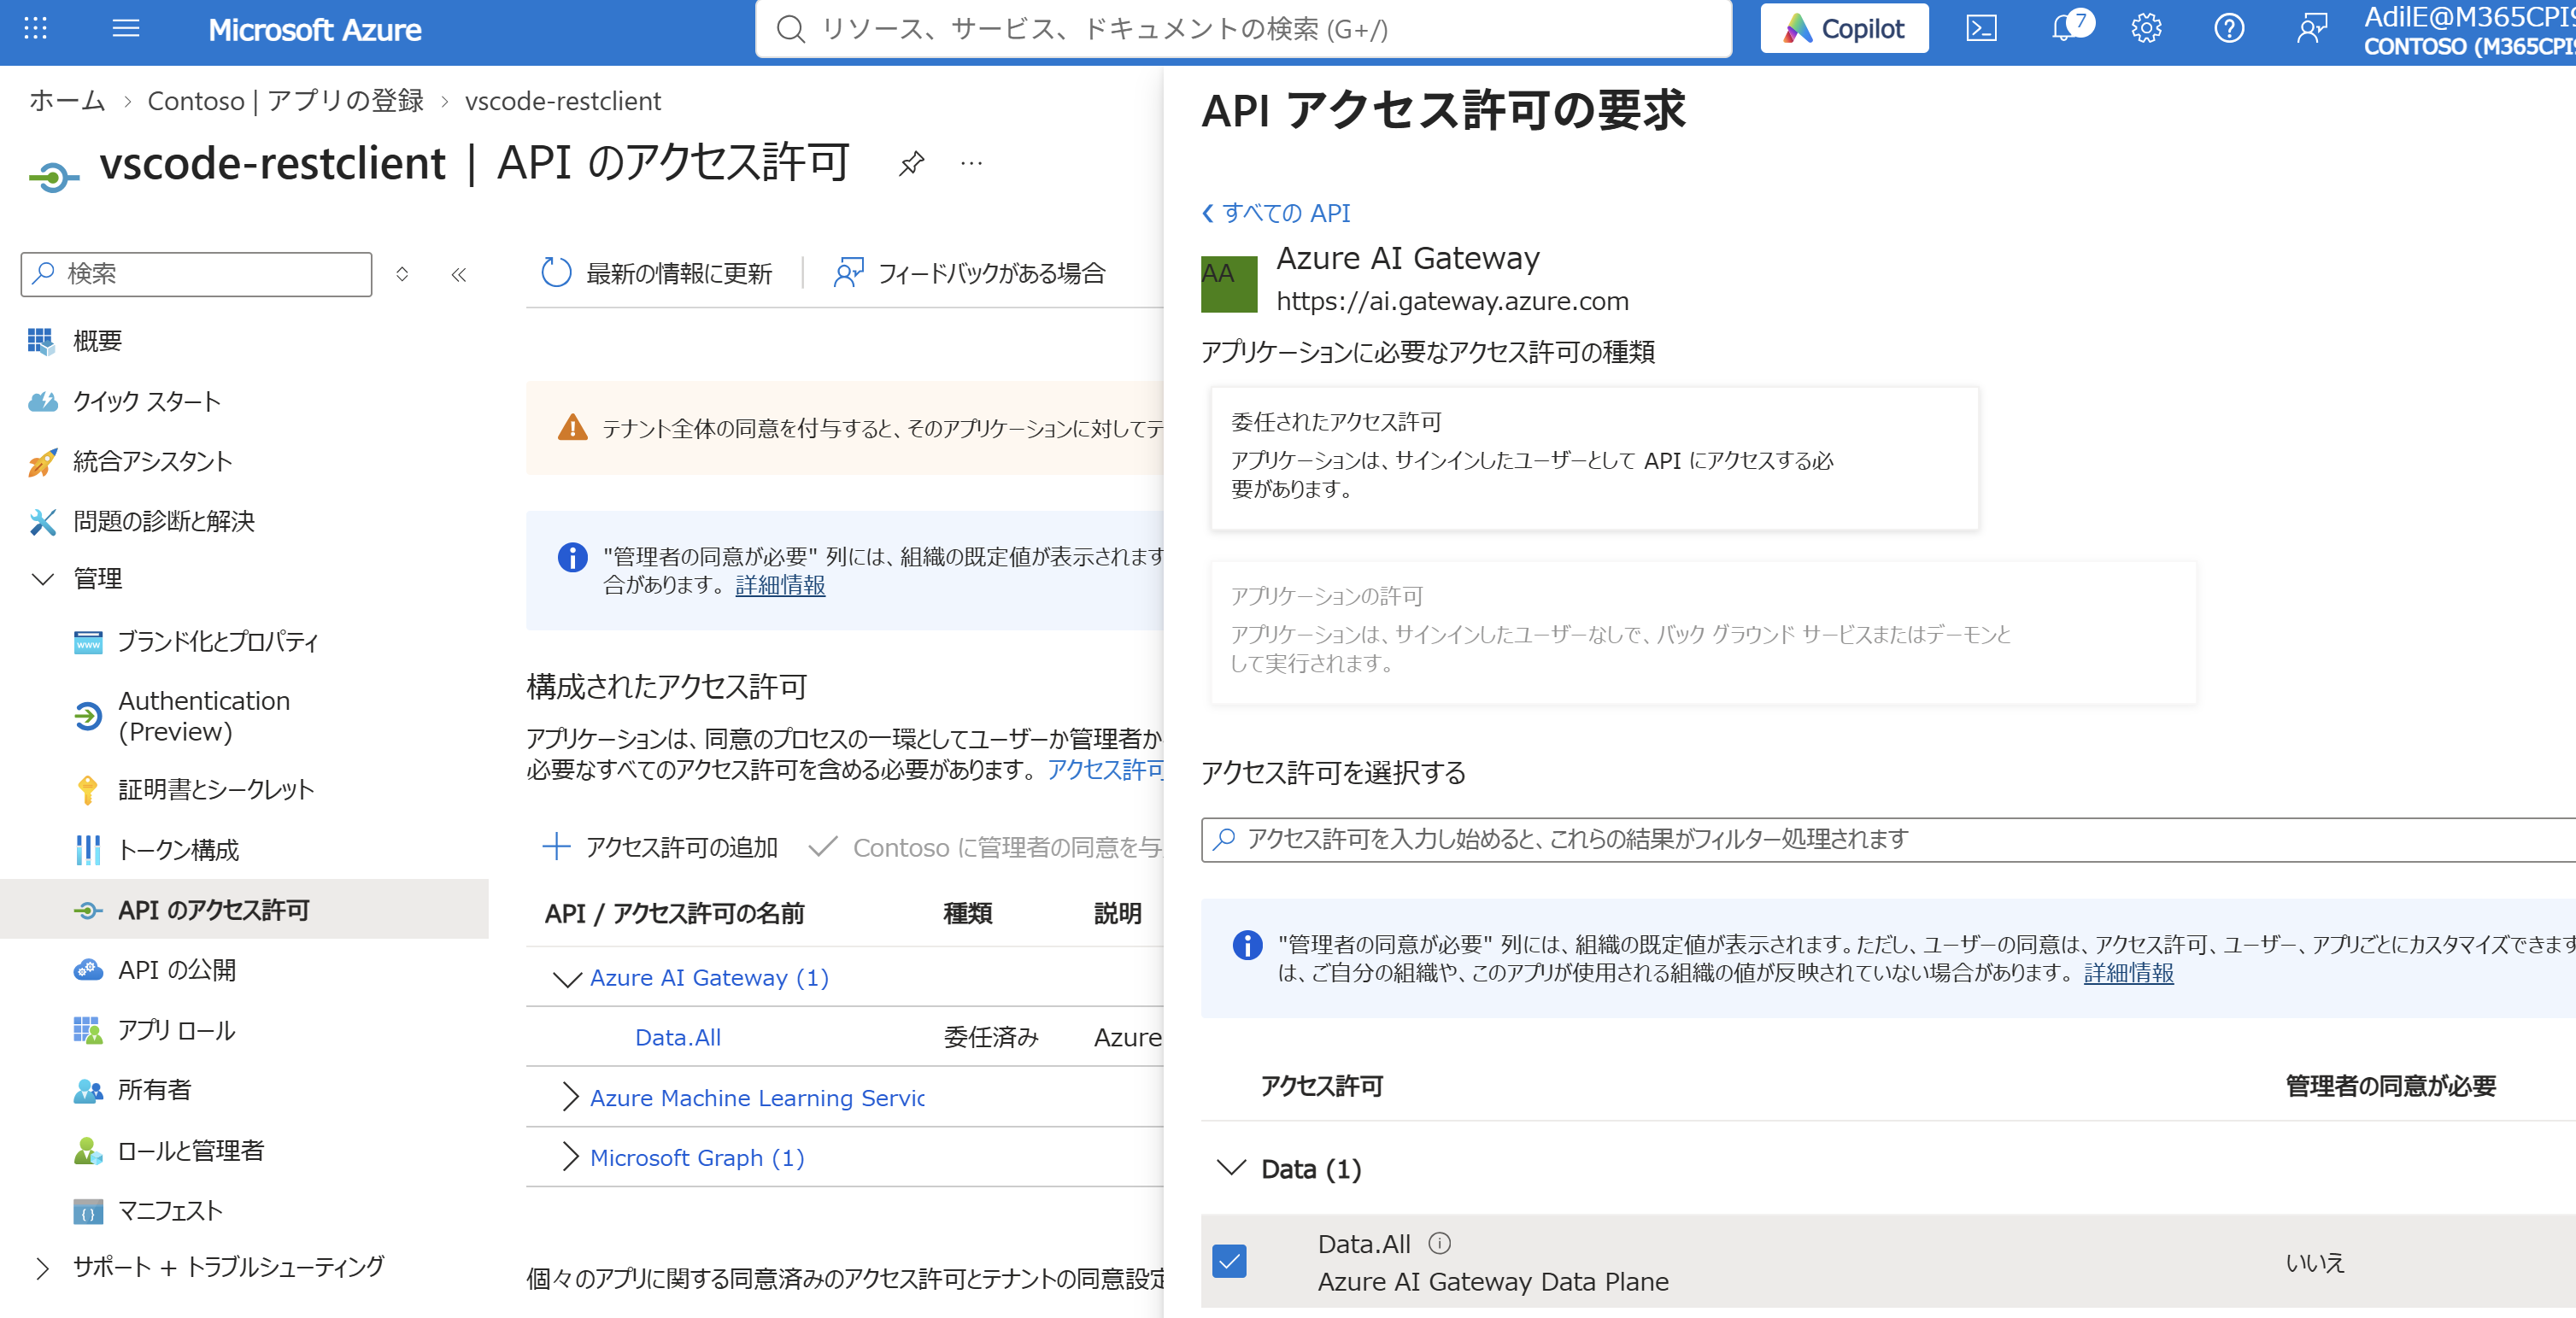 Microsoft Azure
リソース、サービス、ドキュメントの検索 (G+/)
Copilot
7
AdilE@M365CPI
CONTOSO (M365CPI
ホーム > Contoso | アプリの登録 > vscode-restclient
vscode-restclient | API のアクセス許可
検索
概要
クイック スタート
統合アシスタント
問題の診断と解決
管理
ブランド化とプロパティ
www
Authentication
(Preview)
証明書とシークレット
トークン構成
API のアクセス許可
API の公開
アプリ ロール
所有者
ロールと管理者
マニフェスト
サポート + トラブルシューティング
最新の情報に更新
フィードバックがある場合
テナント全体の同意を付与すると、そのアプリケーションに対してテ
"管理者の同意が必要" 列には、組織の既定値が表示されます
合があります。 詳細情報
構成されたアクセス許可
アプリケーションは、同意のプロセスの一環としてユーザーか管理者か
必要なすべてのアクセス許可を含める必要があります。 アクセス許可
アクセス許可の追加
Contoso に管理者の同意を与
API / アクセス許可の名前 種類 説明
Azure AI Gateway (1)
Data.All 委任済み Azure
Azure Machine Learning Servic
Microsoft Graph (1)
個々のアプリに関する同意済みのアクセス許可とテナントの同意設定
API アクセス許可の要求
すべての API
AA
Azure AI Gateway
https://ai.gateway.azure.com
アプリケーションに必要なアクセス許可の種類
委任されたアクセス許可
アプリケーションは、サインインしたユーザーとして API にアクセスする必
要があります。
アプリケーションの許可
アプリケーションは、サインインしたユーザーなしで、バック グラウンド サービスまたはデーモンと
して実行されます。
アクセス許可を選択する
アクセス許可を入力し始めると、これらの結果がフィルター処理されます
"管理者の同意が必要" 列には、組織の既定値が表示されます。ただし、ユーザーの同意は、アクセス許可、ユーザー、アプリごとにカスタマイズできます
は、ご自分の組織や、このアプリが使用される組織の値が反映されていない場合があります。 詳細情報
アクセス許可 管理者の同意が必要
Data (1)
Data.All
Azure AI Gateway Data Plane
いいえ